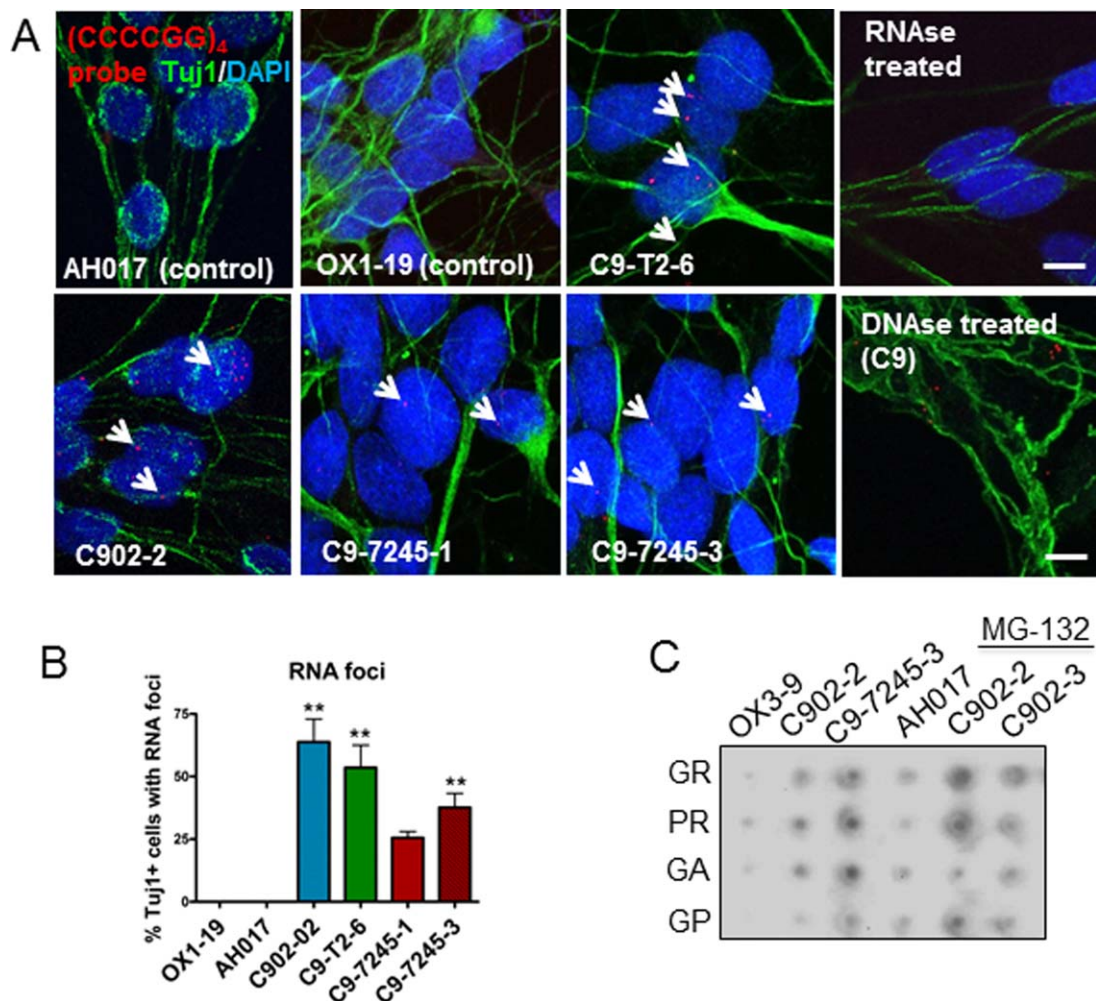 A
(CCCCGG)4
probe Tuj1/DAPI
AH017 (control)
OX1-19 (control)
C9-T2-6
RNAse
treated
C902-2
C9-7245-1
C9-7245-3
DNAse treated
(C9)
B
RNA foci
% Tuj1+ cells with RNA foci
75
50
25
0
**
**
**
OX1-19
AH017
C902-02
C9-T2-6
C9-7245-1
C9-7245-3
C
MG-132
OX3-9
C902-2
C9-7245-3
AH017
C902-2
C902-3
GR
PR
GA
GP